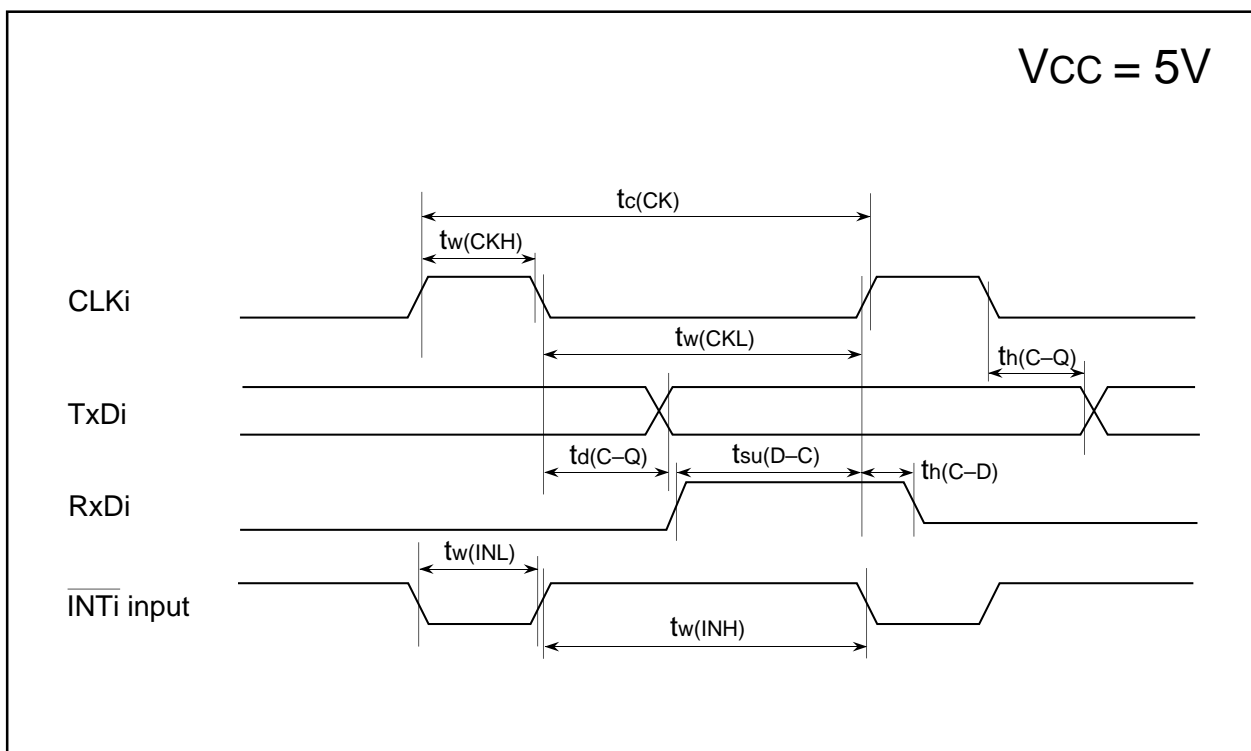 VCC = 5V
tc(CK)
tw(CKH)
CLKi
tw(CKL)
th(C–Q)
TxDi
td(C–Q)
tsu(D–C)
th(C–D)
RxDi
tw(INL)
INTi input
tw(INH)